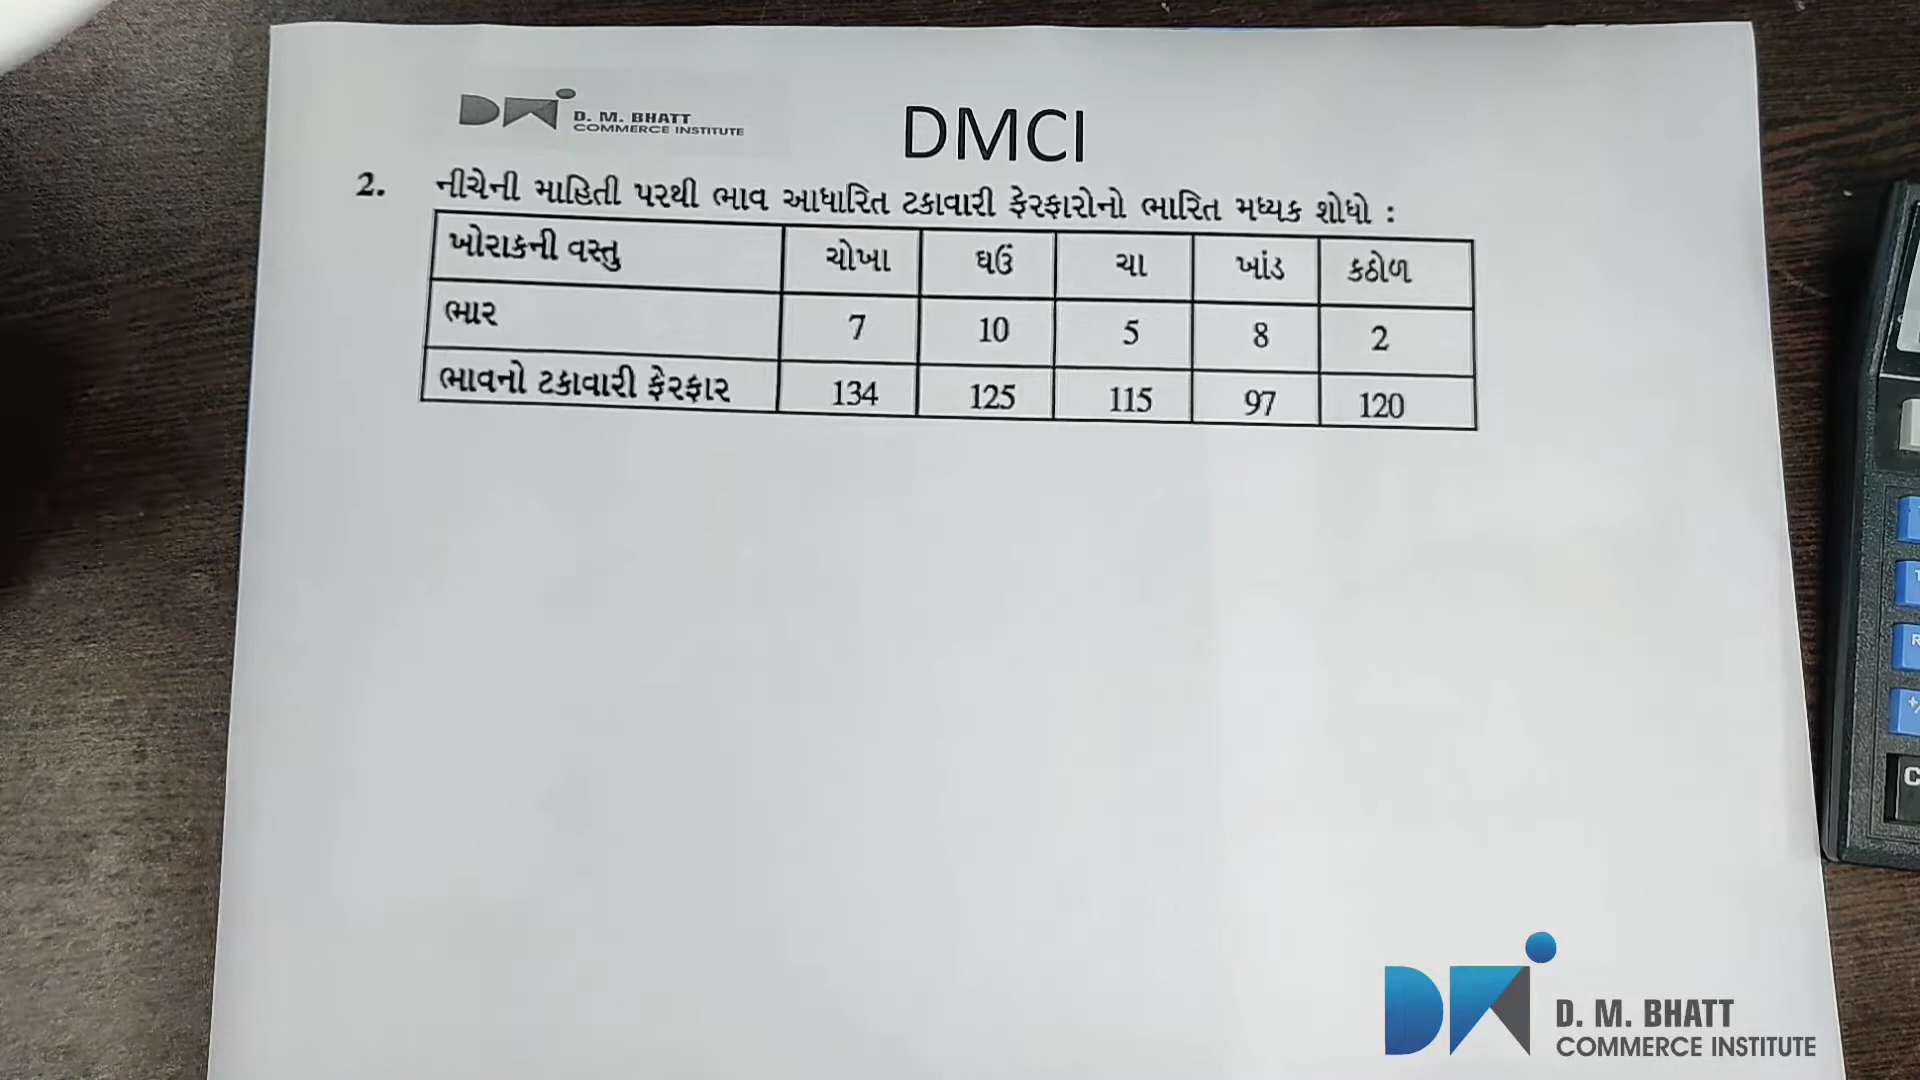 D. M. BHATT
COMMERCE INSTITUTE
DMCI
2. નીચેની માહિતી પરથી ભાવ આધારિત ટકાવારી ફેરફારોનો ભારિત મધ્યક શોધો :
ખોરાકની વસ્તુ ચોખા ઘઉં ચા ખાંડ કઠોળ
ભાર 7 10 5 8 2
ભાવનો ટકાવારી ફેરફાર 134 125 115 97 120
D. M. BHATT
COMMERCE INSTITUTE